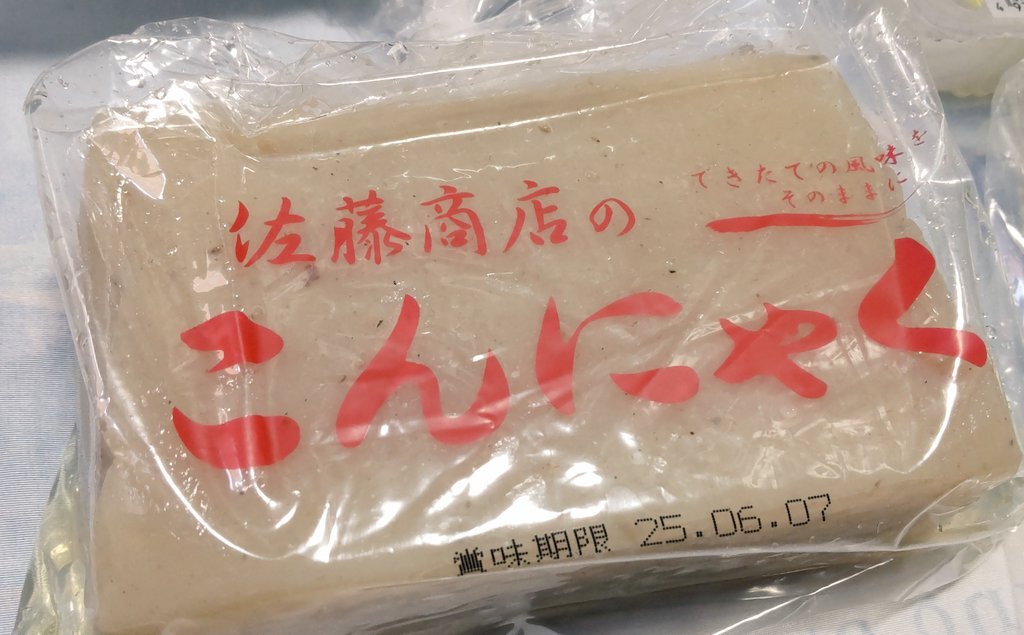 佐藤商店の
できたての風味を
そのままに
こんにゃく
賞味期限 25.06.07